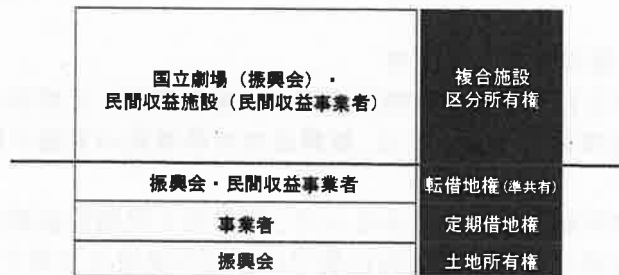 国立劇場（振興会）・
民間収益施設（民間収益事業者）
複合施設
区分所有権
振興会・民間収益事業者
転借地権（準共有）
事業者
定期借地権
振興会
土地所有権